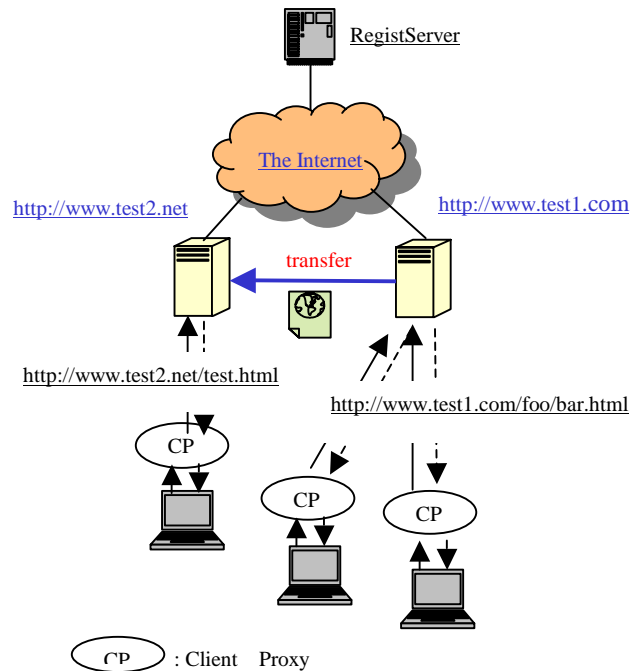 RegistServer
The Internet
http://www.test2.net
http://www.test1.com
transfer
http://www.test2.net/test.html
http://www.test1.com/foo/bar.html
CP
CP
CP
CP : Client Proxy